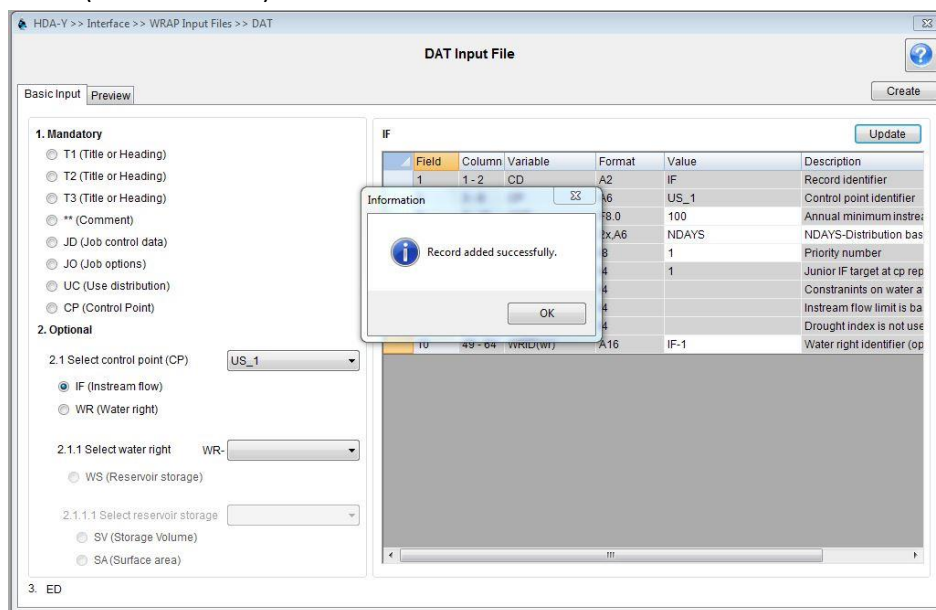 HDA-Y >> Interface >> WRAP Input Files >> DAT
DAT Input File
Basic Input Preview
Create
1. Mandatory
T1 (Title or Heading)
T2 (Title or Heading)
T3 (Title or Heading)
** (Comment)
JD (Job control data)
JO (Job options)
UC (Use distribution)
CP (Control Point)
2. Optional
2.1 Select control point (CP) US_1
IF (Instream flow)
WR (Water right)
2.1.1 Select water right WR-
WS (Reservoir storage)
2.1.1.1 Select reservoir storage
SV (Storage Volume)
SA (Surface area)
3. ED
IF
Update
Field Column Variable Format Value Description
1 1 - 2 CD A2 IF Record identifier
A6 US_1 Control point identifier
F8.0 100 Annual minimum instrea
2x,A6 NDAYS NDAYS-Distribution bas
I8 1 Priority number
1 Junior IF target at cp rep
Constranints on water a
Instream flow limit is ba
Drought index is not use
10 49 - 64 WRID(wr) A16 IF-1 Water right identifier (op
Information
Record added successfully.
OK